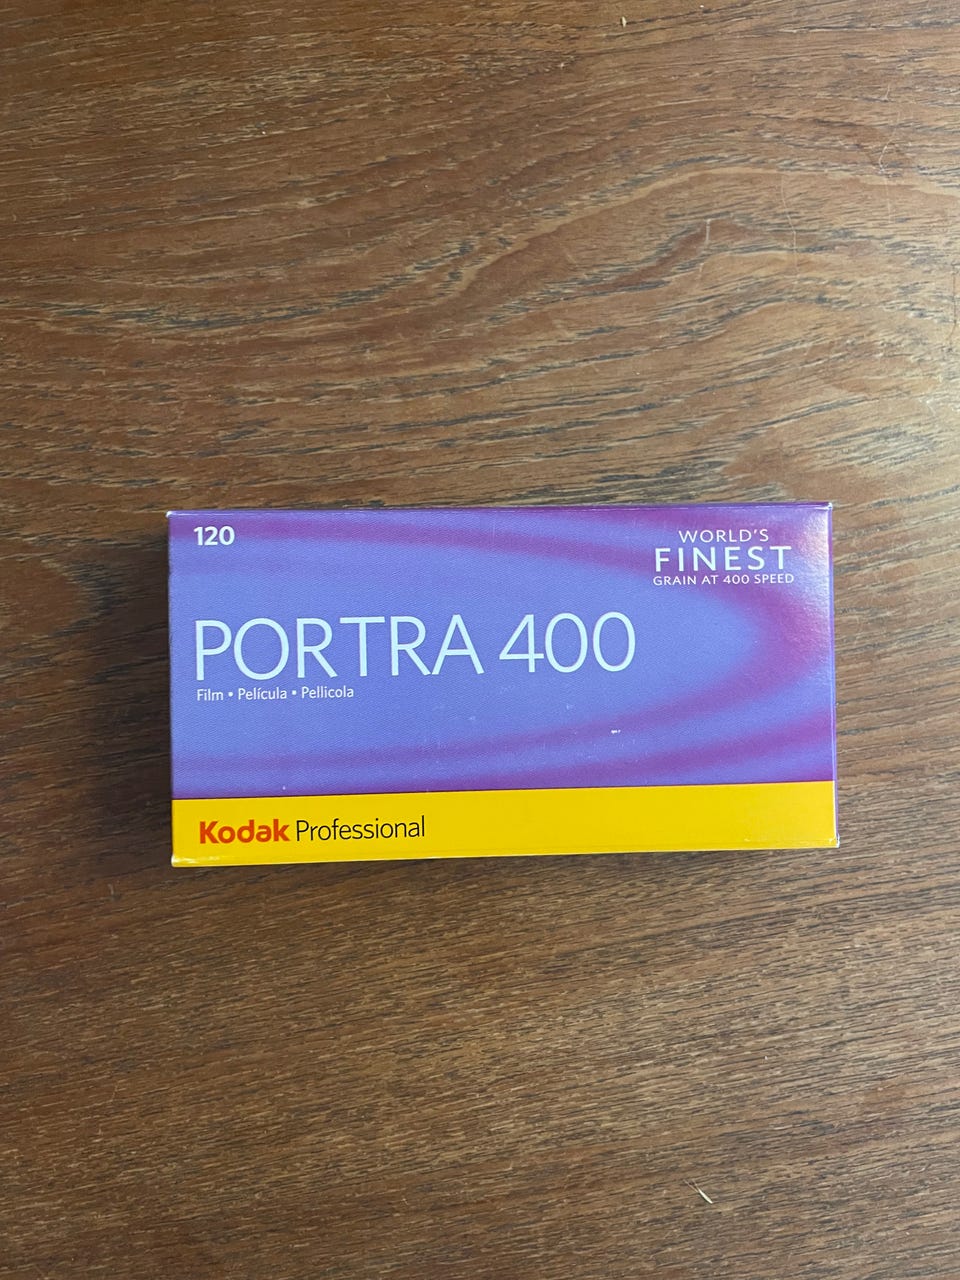 120
WORLD'S
FINEST
GRAIN AT 400 SPEED
PORTRA 400
Film • Película • Pellicola
Kodak Professional